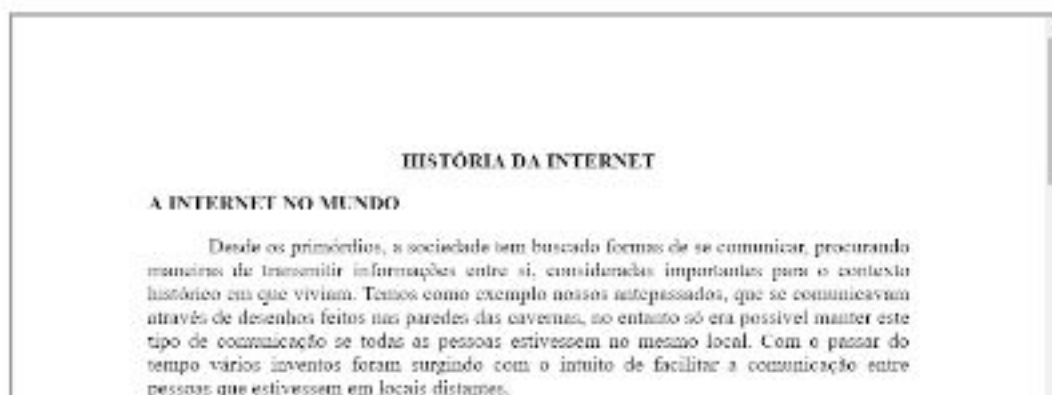 HISTÓRIA DA INTERNET
A INTERNET NO MUNDO
Desde os primórdios, a sociedade tem buscado formas de se comunicar, procurando
maneiras de transmitir informações entre si, consideradas importantes para o contexto
histórico em que viviam. Temos como exemplo nossos antepassados, que se comunicavam
através de desenhos feitos nas paredes das cavernas, no entanto só era possível manter este
tipo de comunicação se todas as pessoas estivessem no mesmo local. Com o passar do
tempo vários inventos foram surgindo com o intuito de facilitar a comunicação entre
pessoas que estivessem em locais distantes.